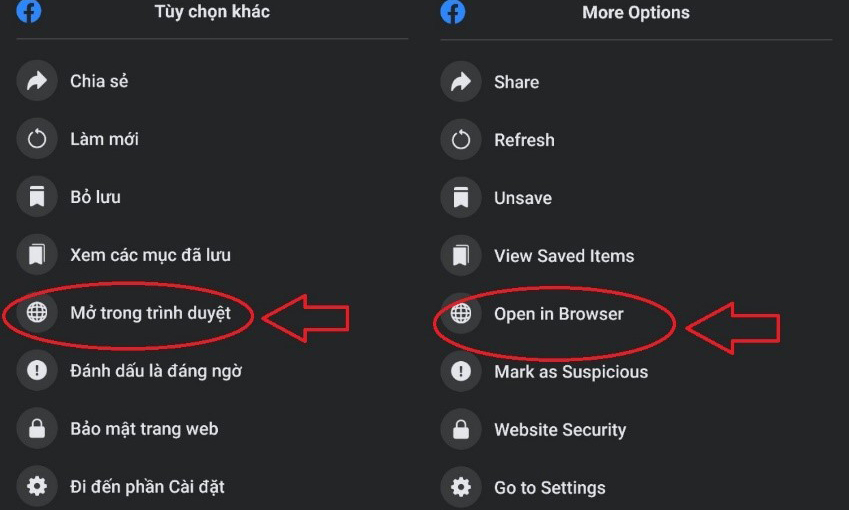 Tùy chọn khác
Chia sẻ
Làm mới
Bỏ lưu
Xem các mục đã lưu
Mở trong trình duyệt
Đánh dấu là đáng ngờ
Bảo mật trang web
Đi đến phần Cài đặt
More Options
Share
Refresh
Unsave
View Saved Items
Open in Browser
Mark as Suspicious
Website Security
Go to Settings